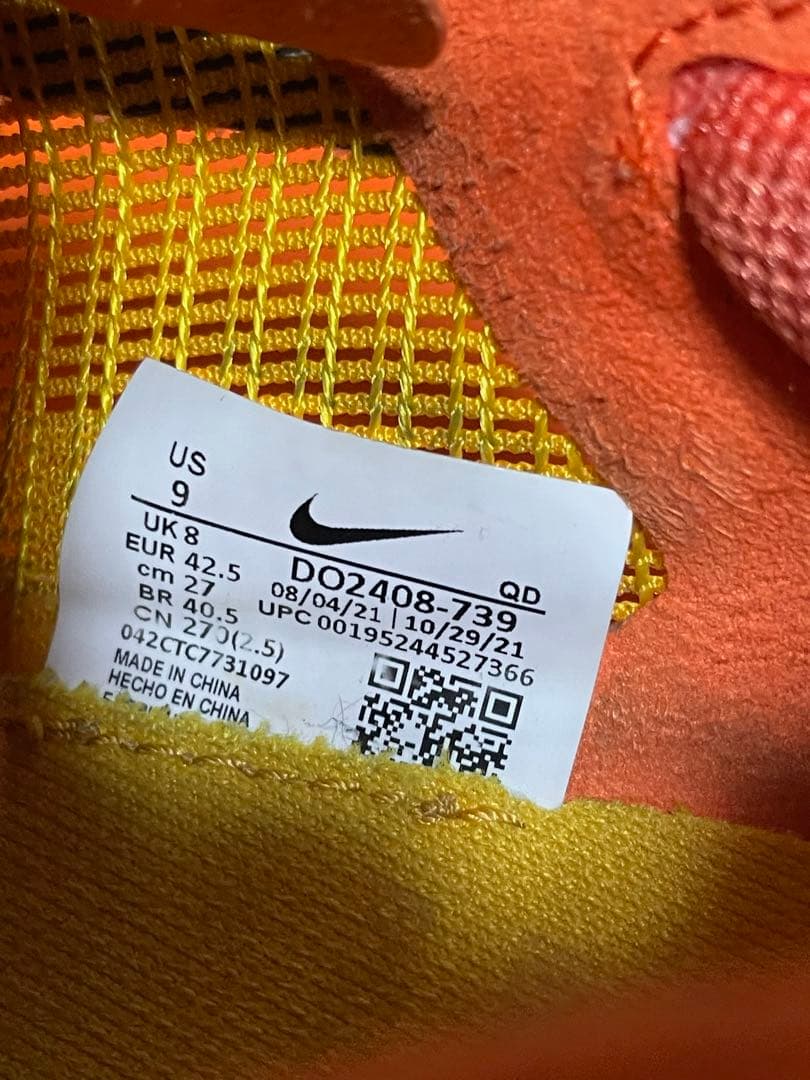 US
9
UK 8
EUR 42.5
cm 27
BR 40.5
CN 270(2.5)
042CTC7731097
MADE IN CHINA
HECHO EN CHINA
QD
DO2408-739
08/04/21 | 10/29/21
UPC 00195244527366